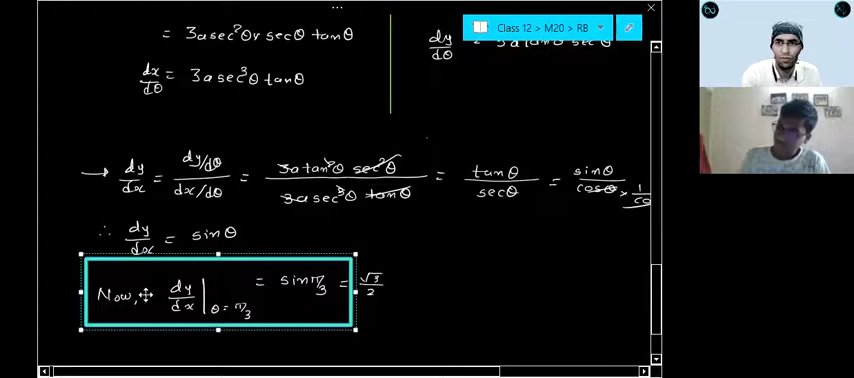 Class 12 > M20 > RB
= 3a sec²θ × secθ tanθ
dx/dθ = 3a sec³θ tanθ
dy/dθ
→ dy/dx = (dy/dθ)/(dx/dθ) = (3a tan²θ sec²θ)/(3a sec³θ tanθ) = tanθ/secθ = sinθ/cosθ ×
∴ dy/dx = sinθ
Now, dy/dx |θ = π/3 = sin π/3 = √3/2